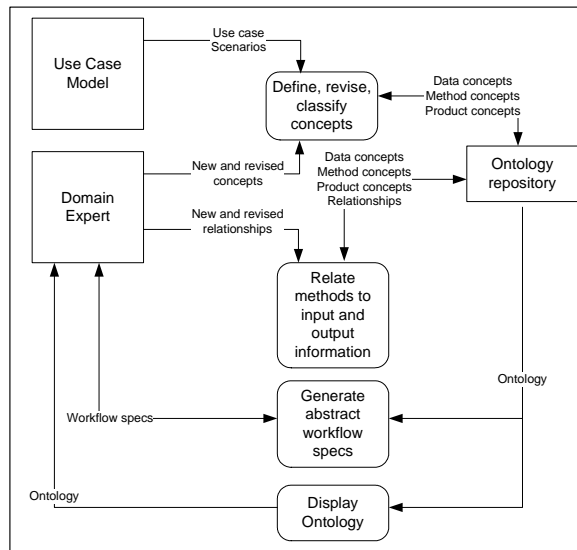 Use Case
Model
Use case
Scenarios
Define, revise,
classify
concepts
Data concepts
Method concepts
Product concepts
Domain
Expert
New and revised
concepts
Data concepts
Method concepts
Product concepts
Relationships
Ontology
repository
New and revised
relationships
Relate
methods to
input and
output
information
Ontology
Workflow specs
Generate
abstract
workflow
specs
Ontology
Display
Ontology